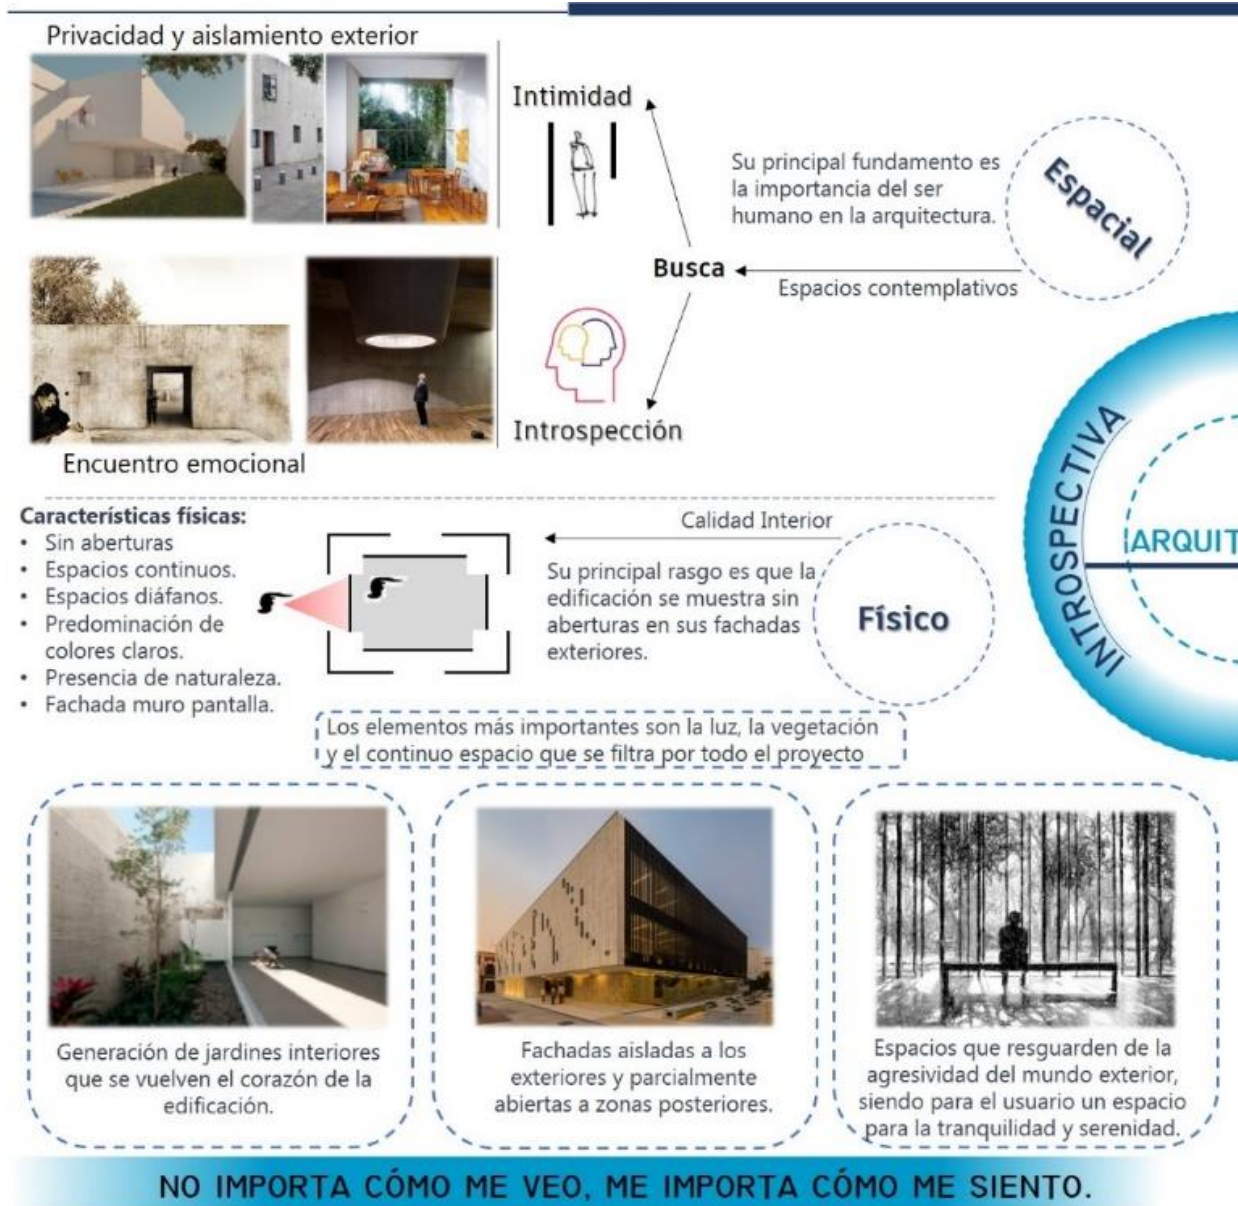 Privacidad y aislamiento exterior
Intimidad
Su principal fundamento es
la importancia del ser
humano en la arquitectura.
Espacial
Busca
Espacios contemplativos
Introspección
Encuentro emocional
INTROSPECTIVA
ARQUIT
Características físicas:
• Sin aberturas
• Espacios continuos.
• Espacios diáfanos.
• Predominación de
colores claros.
• Presencia de naturaleza.
• Fachada muro pantalla.
Calidad Interior
Su principal rasgo es que la
edificación se muestra sin
aberturas en sus fachadas
exteriores.
Físico
Los elementos más importantes son la luz, la vegetación
y el continuo espacio que se filtra por todo el proyecto
Generación de jardines interiores
que se vuelven el corazón de la
edificación.
Fachadas aisladas a los
exteriores y parcialmente
abiertas a zonas posteriores.
Espacios que resguarden de la
agresividad del mundo exterior,
siendo para el usuario un espacio
para la tranquilidad y serenidad.
NO IMPORTA CÓMO ME VEO, ME IMPORTA CÓMO ME SIENTO.